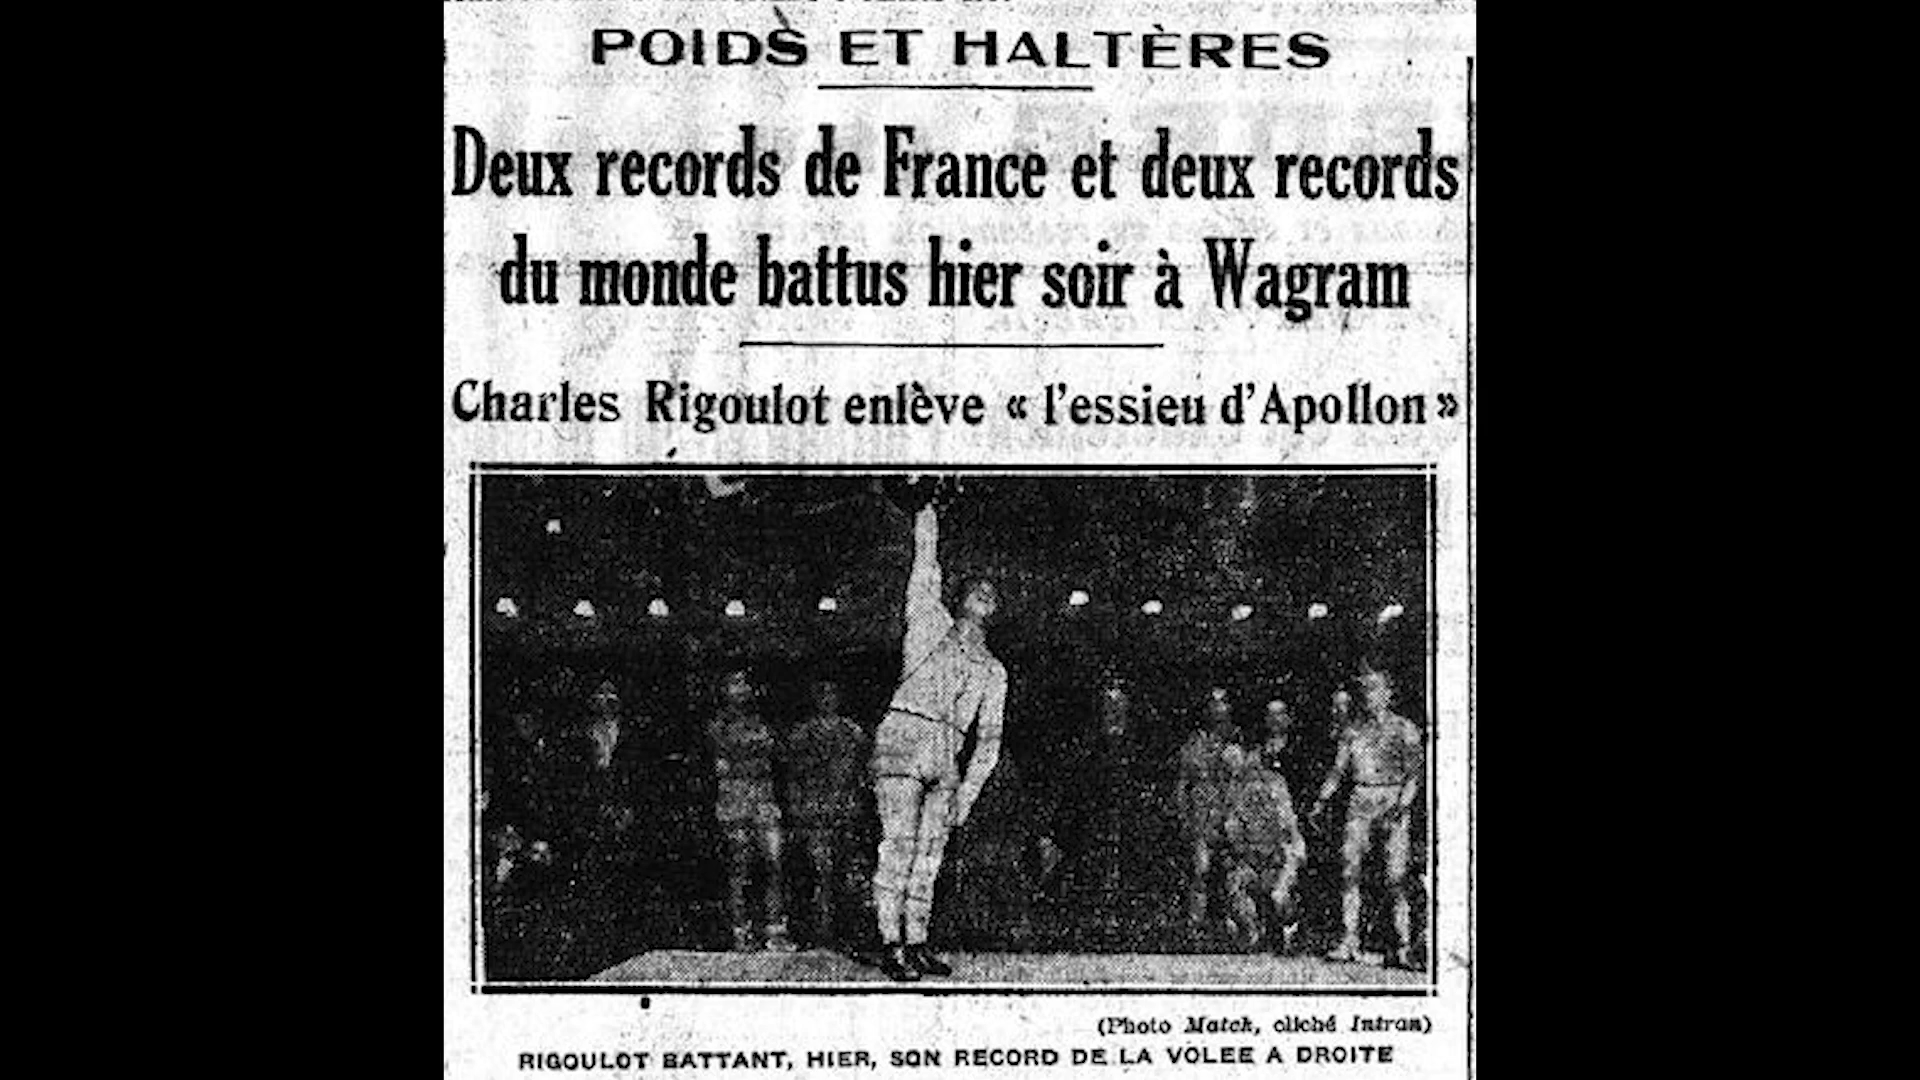 POIDS ET HALTÈRES
Deux records de France et deux records
du monde battus hier soir à Wagram
Charles Rigoulot enlève « l'essieu d'Apollon »
(Photo Match, cliché Intran)
RIGOULOT BATTANT, HIER, SON RECORD DE LA VOLEE A DROITE